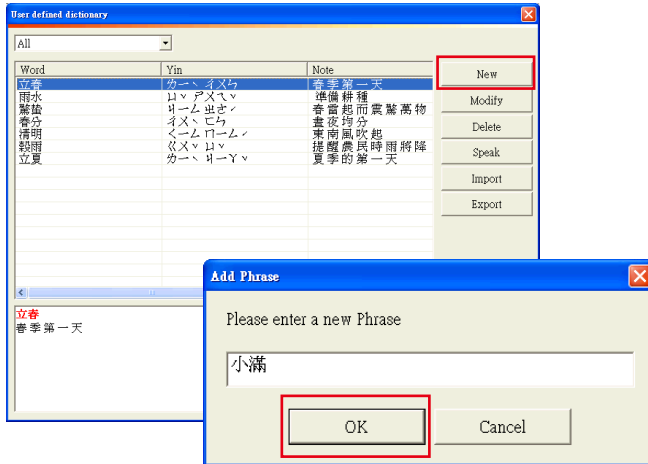 User defined dictionary
All
Word Yin Note
立春 ㄌㄧˋ ㄔㄨㄣ 春季第一天
雨水 ㄩˇ ㄕㄨㄟˇ 準備耕種
驚蟄 ㄐㄧㄥ ㄓㄜˊ 春雷起而震驚萬物
春分 ㄔㄨㄣ ㄈㄣ 晝夜均分
清明 ㄑㄧㄥ ㄇㄧㄥˊ 東南風吹起
穀雨 ㄍㄨˇ ㄩˇ 提醒農民時雨將降
立夏 ㄌㄧˋ ㄐㄧㄚˇ 夏季的第一天
New
Modify
Delete
Speak
Import
Export
立春
春季第一天
Add Phrase
Please enter a new Phrase
小滿
OK Cancel